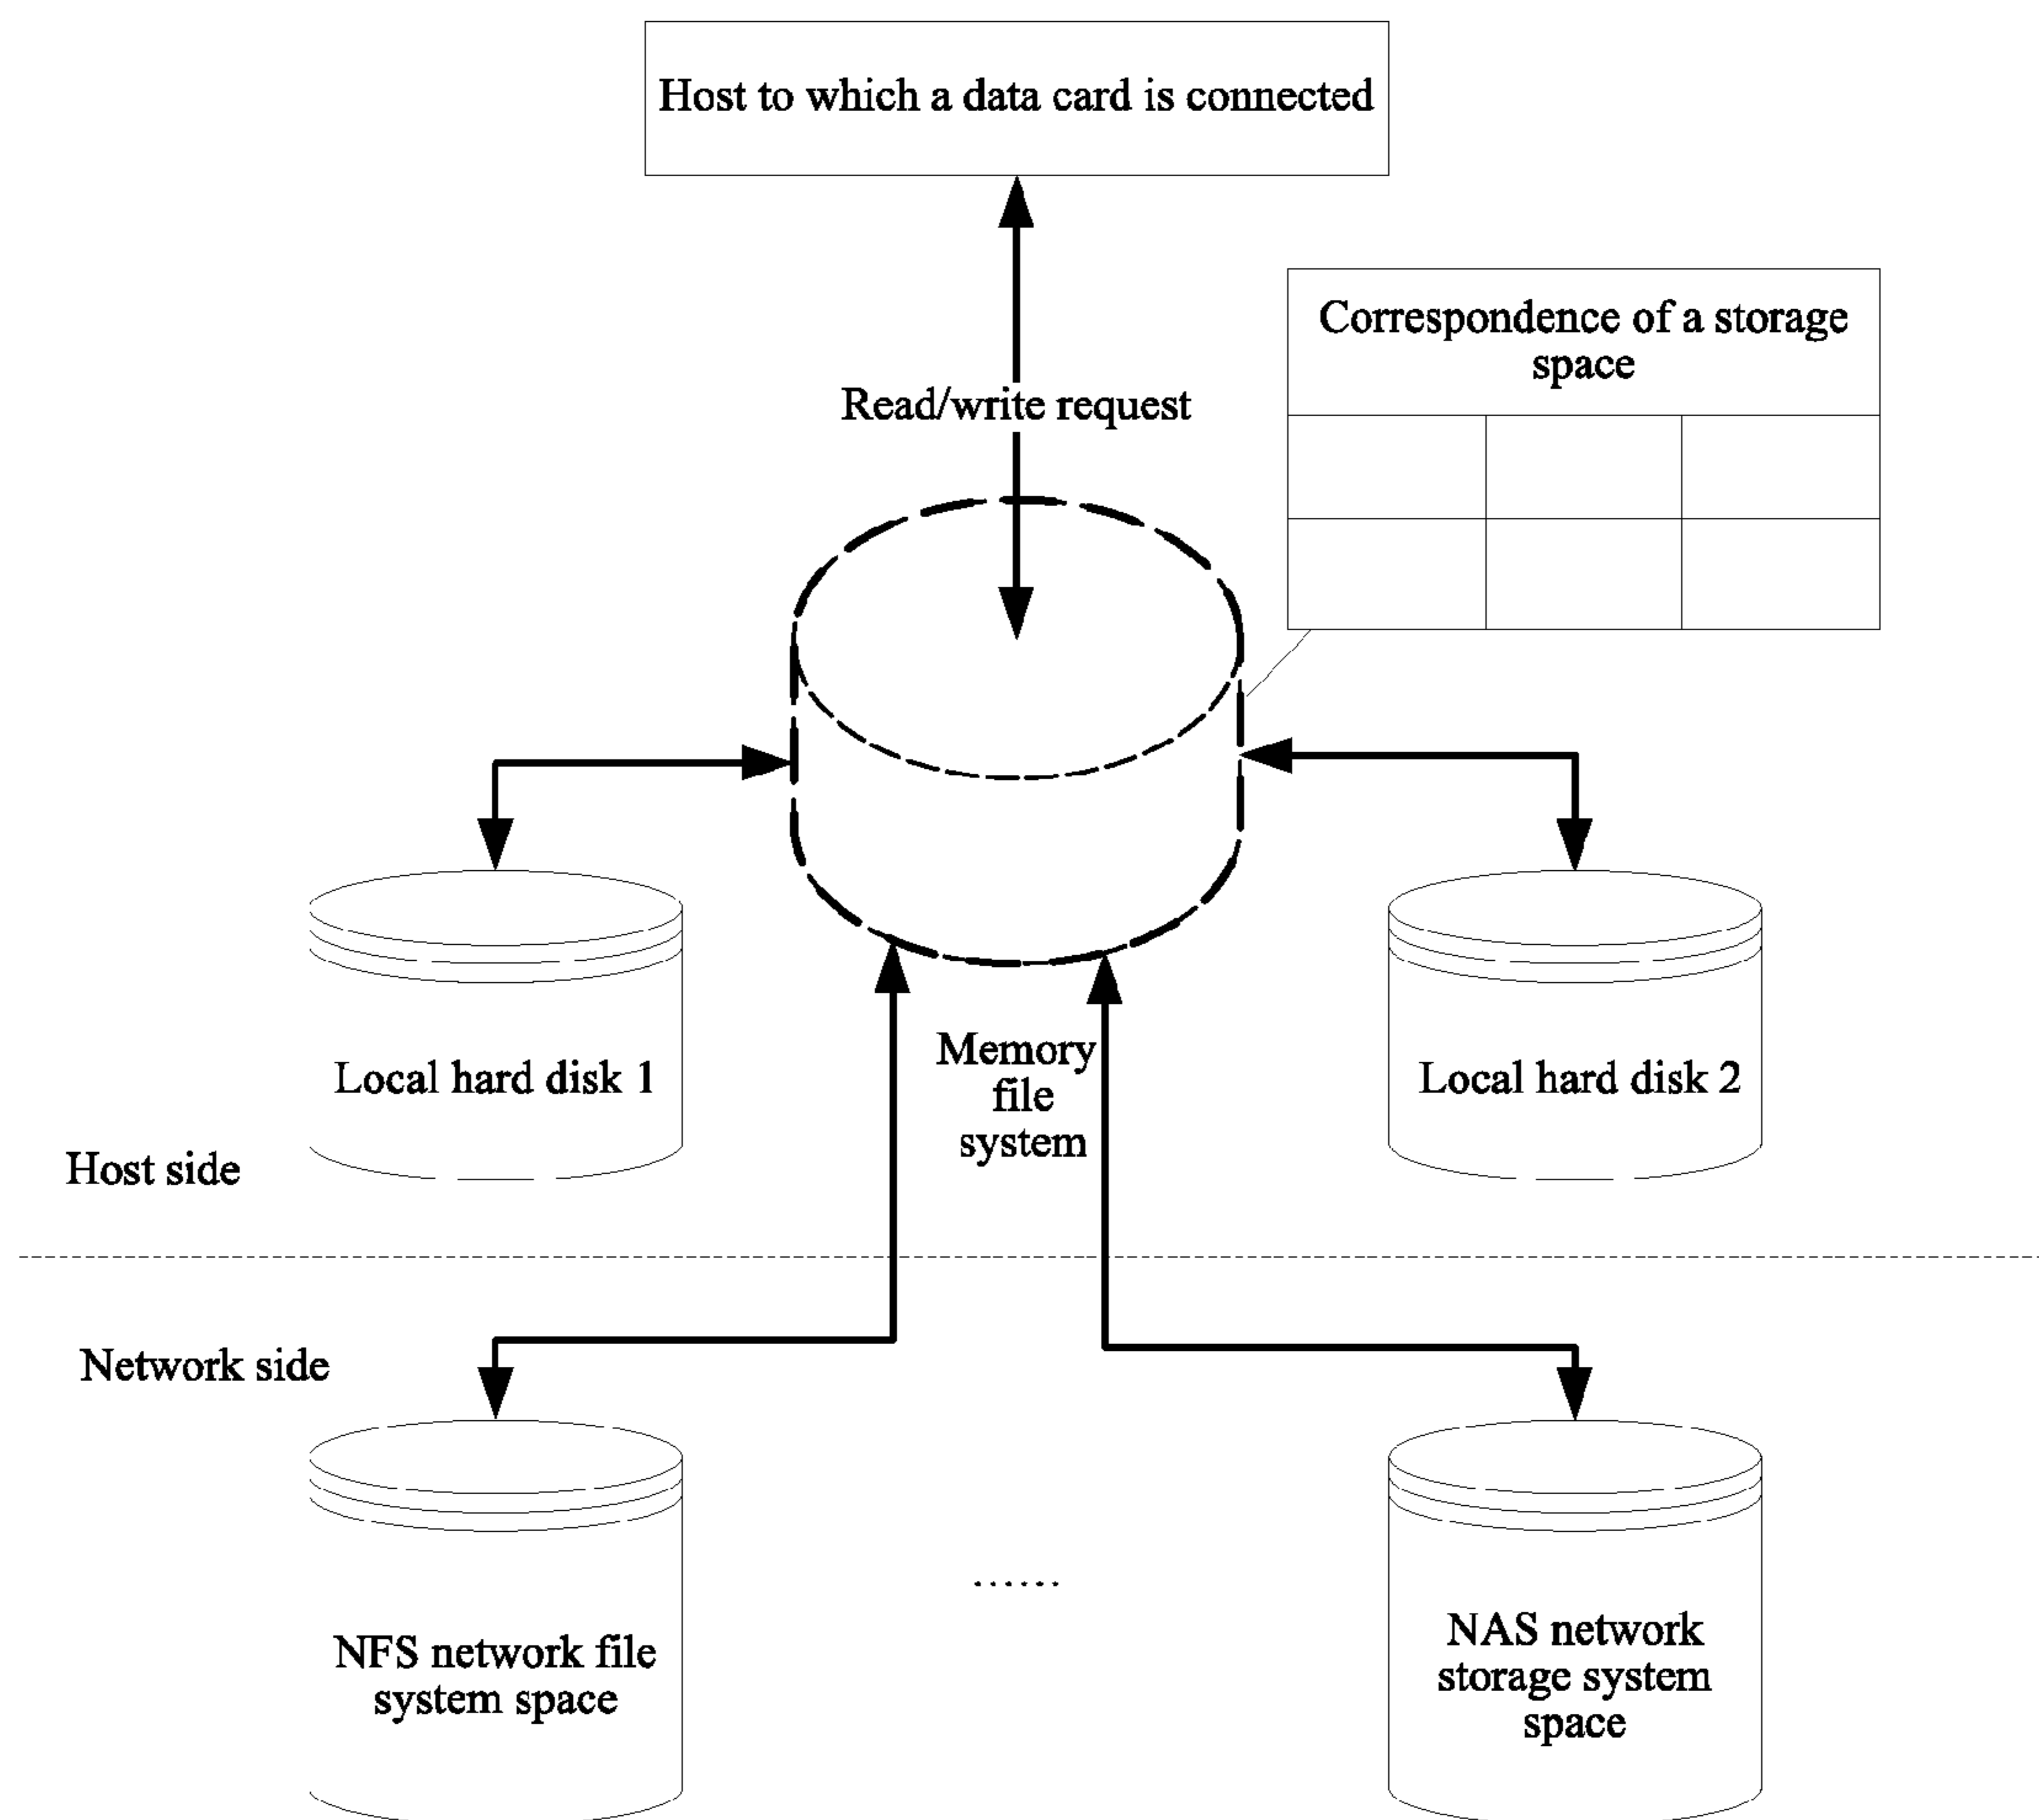 Host to which a data card is connected
Correspondence of a storage
space
Read/write request
Memory
file
system
Local hard disk 1
Local hard disk 2
Host side
Network side
......
NFS network file
system space
NAS network
storage system
space